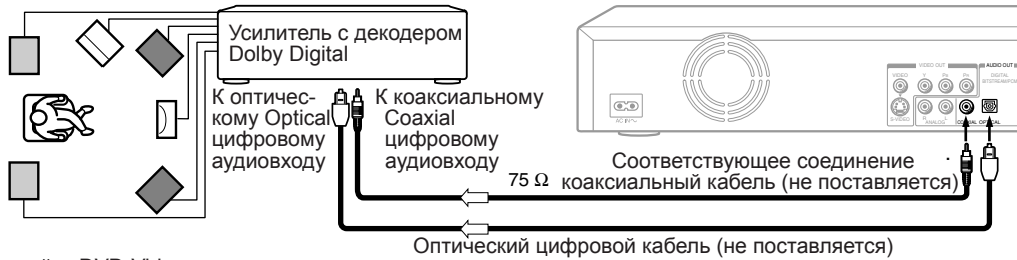 Усилитель с декодером
Dolby Digital
К оптичес-
кому Optical
цифровому
аудиовходу
К коаксиальному
Coaxial
цифровому
аудиовходу
VIDEO OUT
AUDIO OUT
VIDEO
Y
PB
PR
DIGITAL
BITSTREAM/PCM
S-VIDEO
R
L
ANALOG
COAXIAL
OPTICAL
AC IN
Соответствующее соединение
75 Ω коаксиальный кабель (не поставляется)
Оптический цифровой кабель (не поставляется)